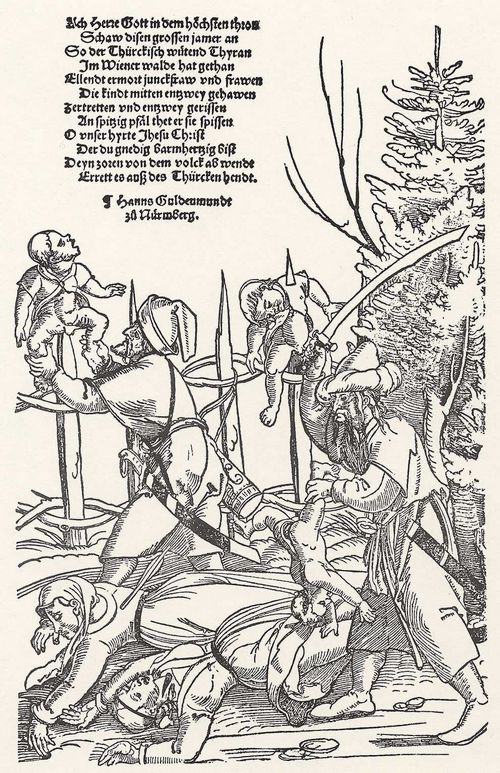 Ach Herre Gott in dem höchsten thron
Schaw disen grossen jamer an
So der Thürckisch wütend Thyran
Im Wiener walde hat gethan
Ellendt ermort junckfraw vnd frawen
Die kindt mitten entzwey gehawen
Zertretten vnd entzwey gerissen
An spitzig pfäl thet er sie spissen
O vnser hyrte Jhesu Christ
Der du gnedig barmhertzig bist
Deyn zoren von dem volck ab wendt
Errett es auß des Thürcken hendt.
¶ Hanns Guldenmundt
zů Nürmberg.